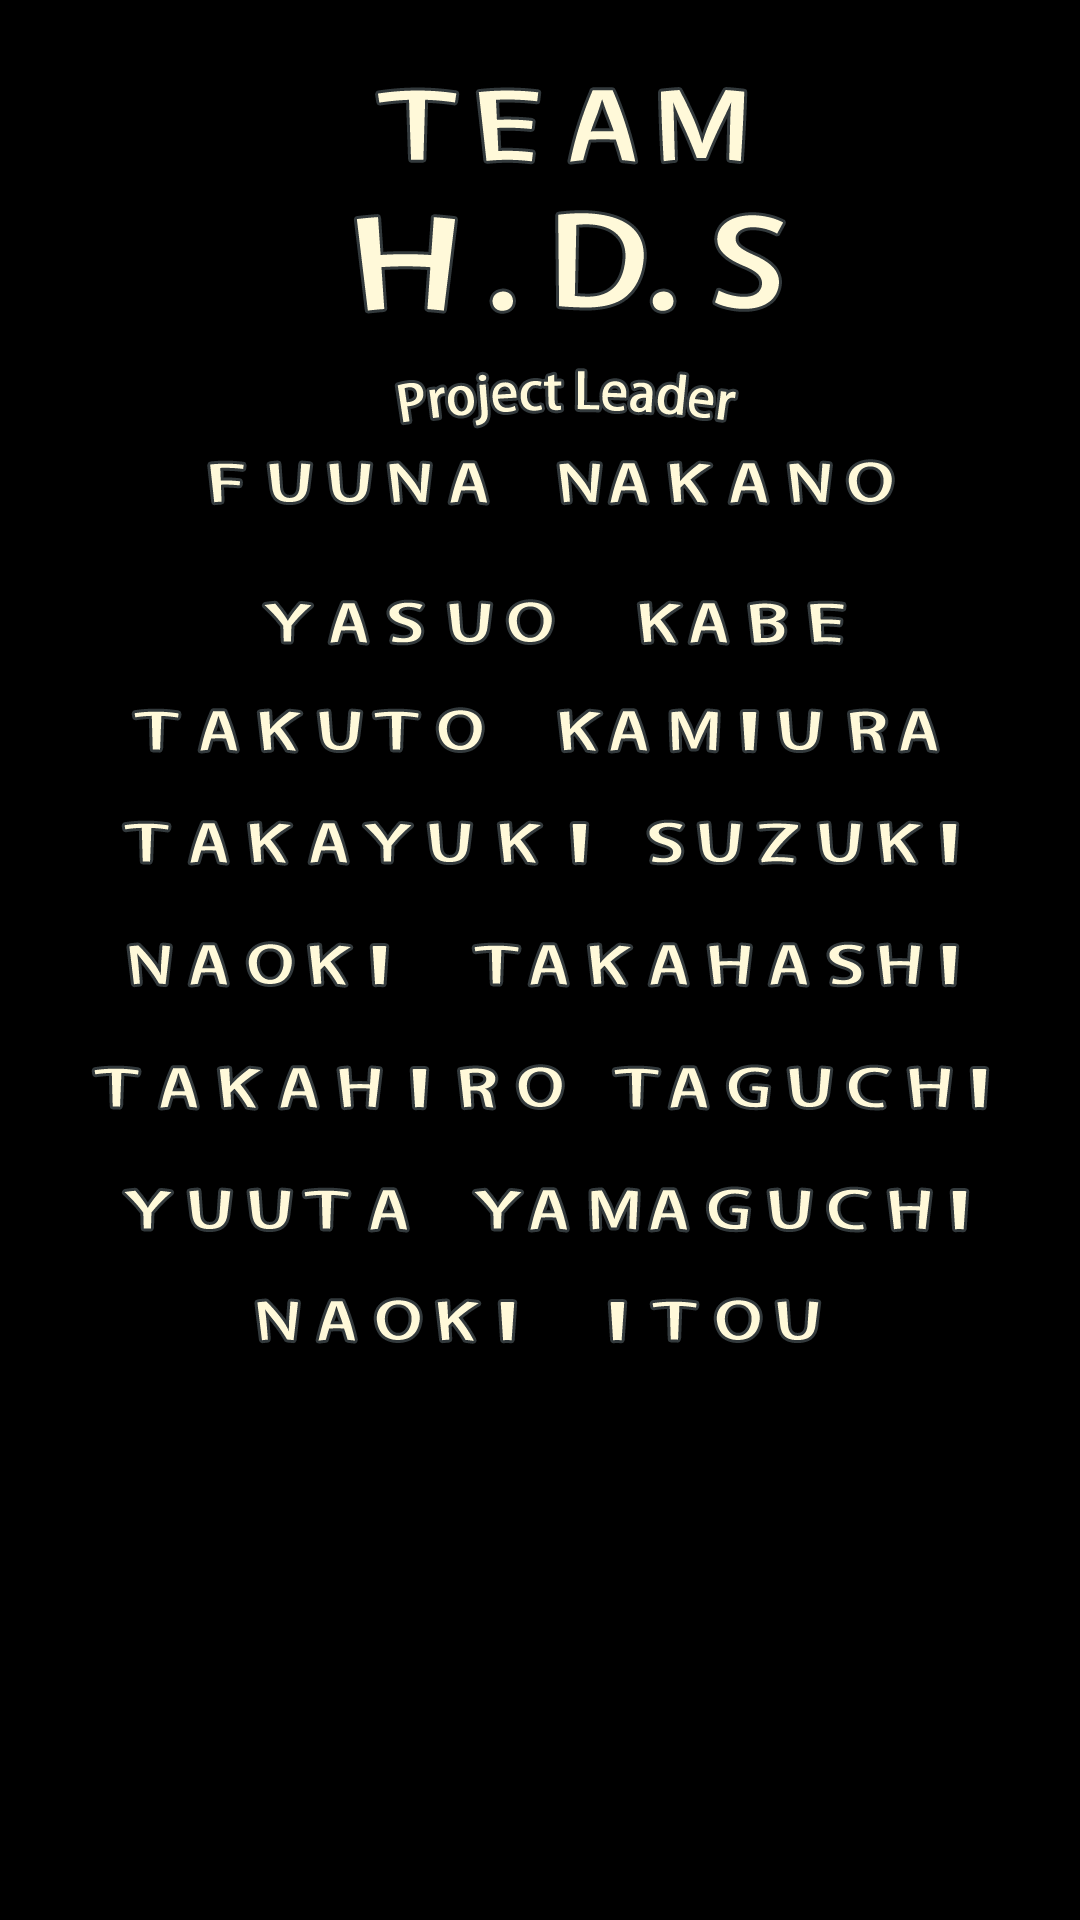 TEAM
H.D.S
Project Leader
FUUNA NAKANO
YASUO KABE
TAKUTO KAMIURA
TAKAYUKI SUZUKI
NAOKI TAKAHASHI
TAKAHIRO TAGUCHI
YUUTA YAMAGUCHI
NAOKI ITOU